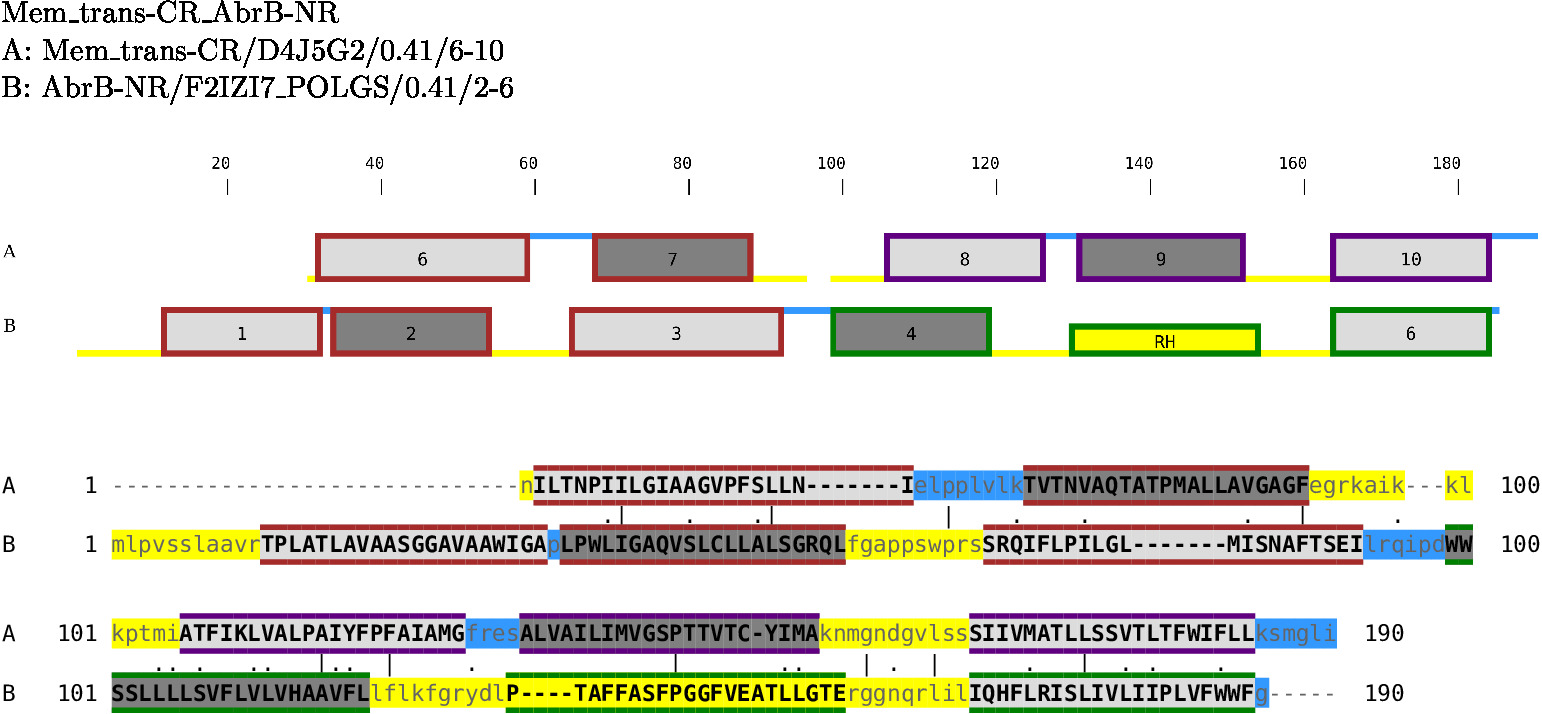 Mem_trans-CR_AbrB-NR
A: Mem_trans-CR/D4J5G2/0.41/6-10
B: AbrB-NR/F2IZI7_POLGS/0.41/2-6
20 40 60 80 100 120 140 160 180
A 6 7 8 9 10
B 1 2 3 4 RH 6
A 1 ------------------------------nILTNPIILGIAAGVPFSLLN-------IelpplvlkTVTNVAQTATPMALLAVGAGFegrkaik---kl 100
B 1 mlpvsslaavrTPLATLAVAASGGAVAAWIGApLPWLIGAQVSLCLLALSGRQLfgappswprsSRQIFLPILGL-------MISNAFTSEIlrqipdWW 100
A 101 kptmiATFIKLVALPAIYFPFAIAMGfresALVAILIMVGSPTTVTC-YIMAknmgndgvlssSIIVMATLLSSVTLTFWIFLLksmgli 190
B 101 SSLLLLSVFLVLVHAAVFLlflkfgrydlP----TAFFASFPGGFVEATLLGTErggnqrlilIQHFLRISLIVLIIPLVFWWFg----- 190